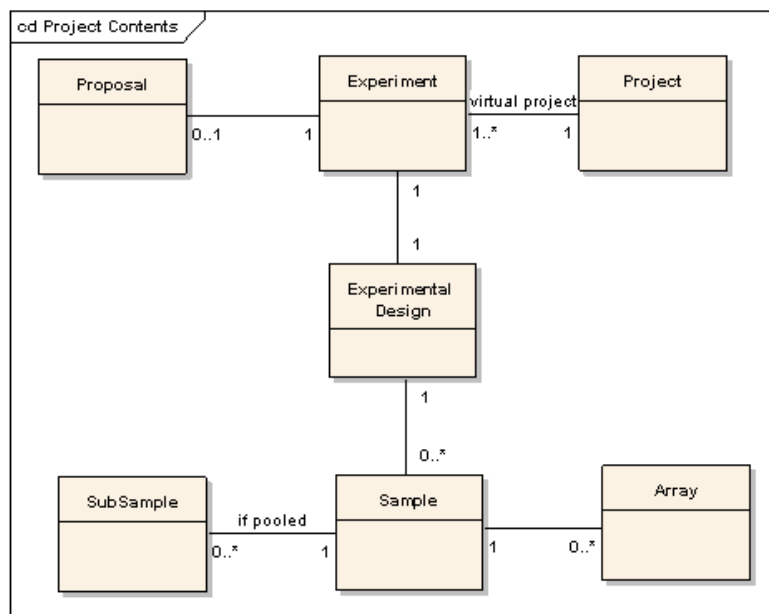 cd Project Contents
Proposal
Experiment
Project
virtual project
0..1
1
1..*
1
1
1
Experimental
Design
1
0..*
SubSample
Sample
Array
if pooled
0..*
1
1
0..*